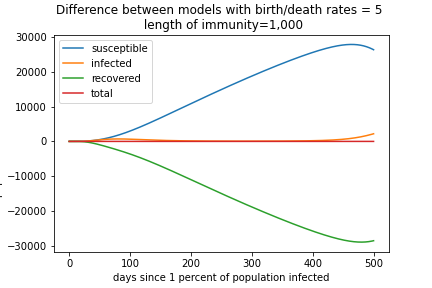 Difference between models with birth/death rates = 5
length of immunity=1,000
30000
20000
10000
0
−10000
−20000
−30000
susceptible
infected
recovered
total
0
100
200
300
400
500
days since 1 percent of population infected